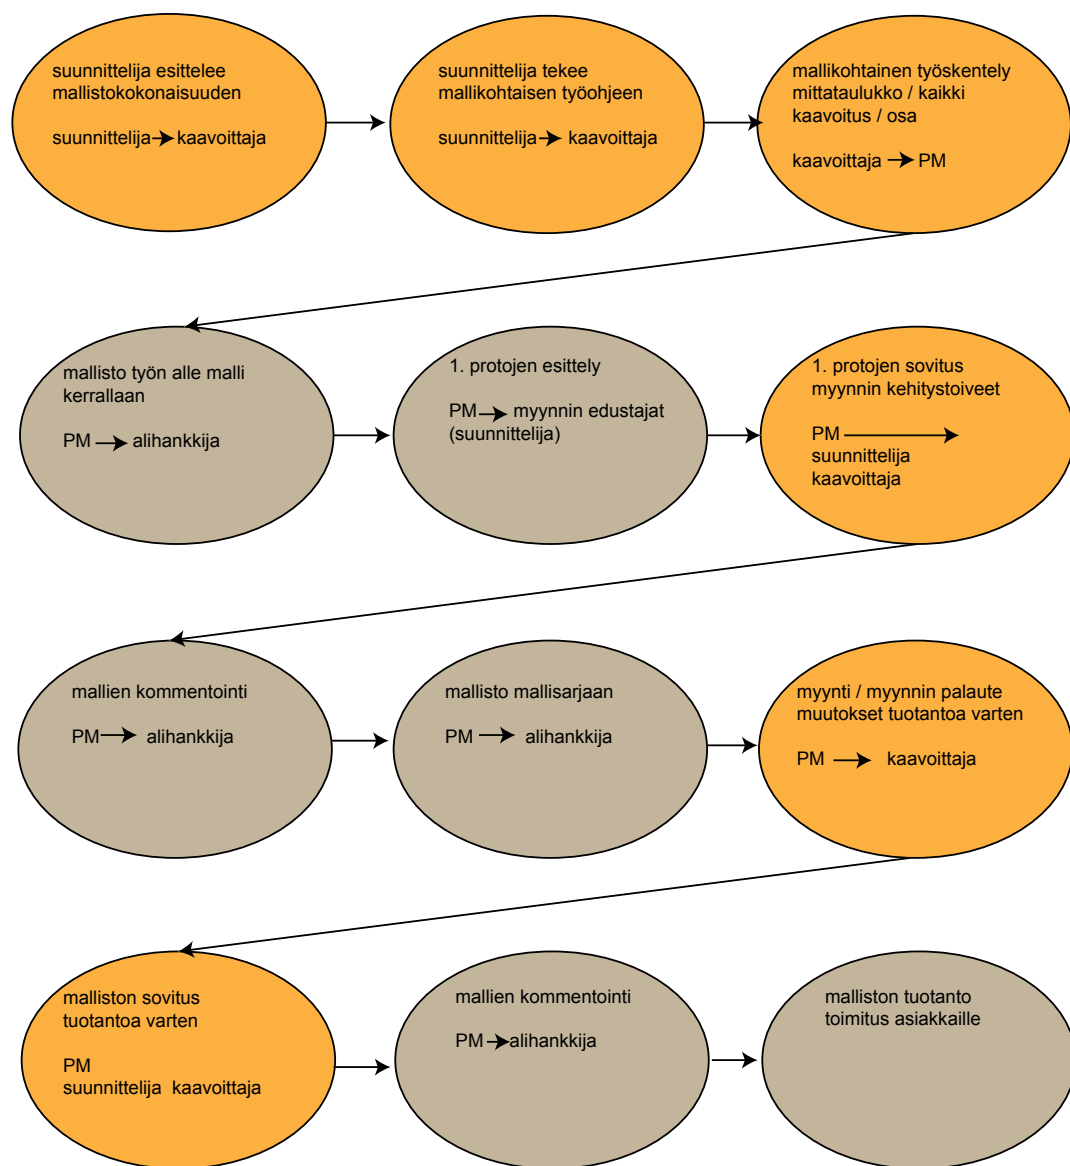 suunnittelija esittelee
mallistokokonaisuuden
suunnittelija → kaavoittaja
suunnittelija tekee
mallikohtaisen työohjeen
suunnittelija → kaavoittaja
mallikohtainen työskentely
mittataulukko / kaikki
kaavoitus / osa
kaavoittaja → PM
mallisto työn alle malli
kerrallaan
PM → alihankkija
1. protojen esittely
PM → myynnin edustajat
(suunnittelija)
1. protojen sovitus
myynnin kehitystoiveet
PM →
suunnittelija
kaavoittaja
mallien kommentointi
PM → alihankkija
mallisto mallisarjaan
PM → alihankkija
myynti / myynnin palaute
muutokset tuotantoa varten
PM → kaavoittaja
malliston sovitus
tuotantoa varten
PM
suunnittelija kaavoittaja
mallien kommentointi
PM → alihankkija
malliston tuotanto
toimitus asiakkaille